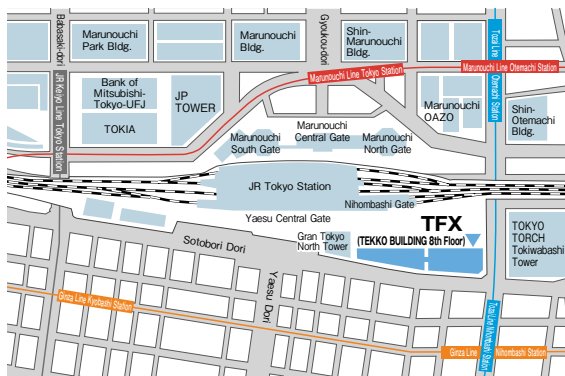 Babasaki-dori
Marunouchi
Park Bldg.
Marunouchi
Bldg.
Gyoko-dori
Shin-
Marunouchi
Bldg.
Tozai Line
Otemachi Station
Marunouchi Line Otemachi Station
Marunouchi Line Tokyo Station
JR Keiyo Line Tokyo Station
Bank of
Mitsubishi-
Tokyo-UFJ
TOKIA
JP
TOWER
Marunouchi
OAZO
Shin-
Otemachi
Bldg.
Marunouchi
South Gate
Marunouchi
Central Gate
Marunouchi
North Gate
JR Tokyo Station
Nihombashi Gate
Yaesu Central Gate
Sotobori Dori
Gran Tokyo
North Tower
TFX
(TEKKO BUILDING 8th Floor)
TOKYO
TORCH
Tokiwabashi
Tower
Yaesu Dori
Ginza Line Kyobashi Station
Tozai Line Nihombashi Station
Ginza Line
Nihombashi Station